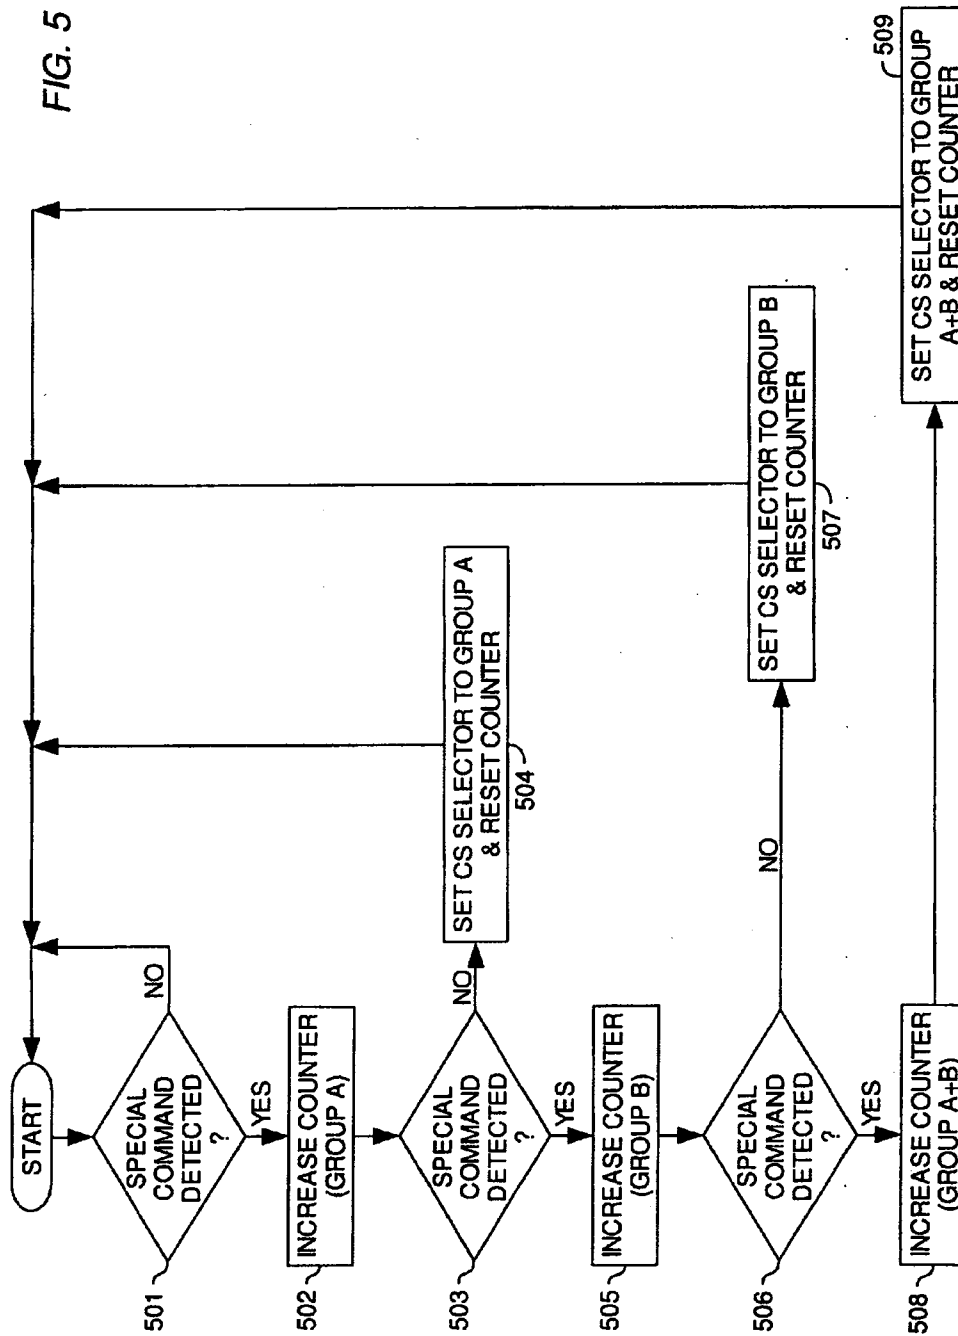 FIG. 5
START
501
SPECIAL
COMMAND
DETECTED
?
NO
YES
502
INCREASE COUNTER
(GROUP A)
503
SPECIAL
COMMAND
DETECTED
?
NO
SET CS SELECTOR TO GROUP A
& RESET COUNTER
504
YES
505
INCREASE COUNTER
(GROUP B)
506
SPECIAL
COMMAND
DETECTED
?
NO
SET CS SELECTOR TO GROUP B
& RESET COUNTER
507
YES
508
INCREASE COUNTER
(GROUP A+B)
509
SET CS SELECTOR TO GROUP
A+B & RESET COUNTER